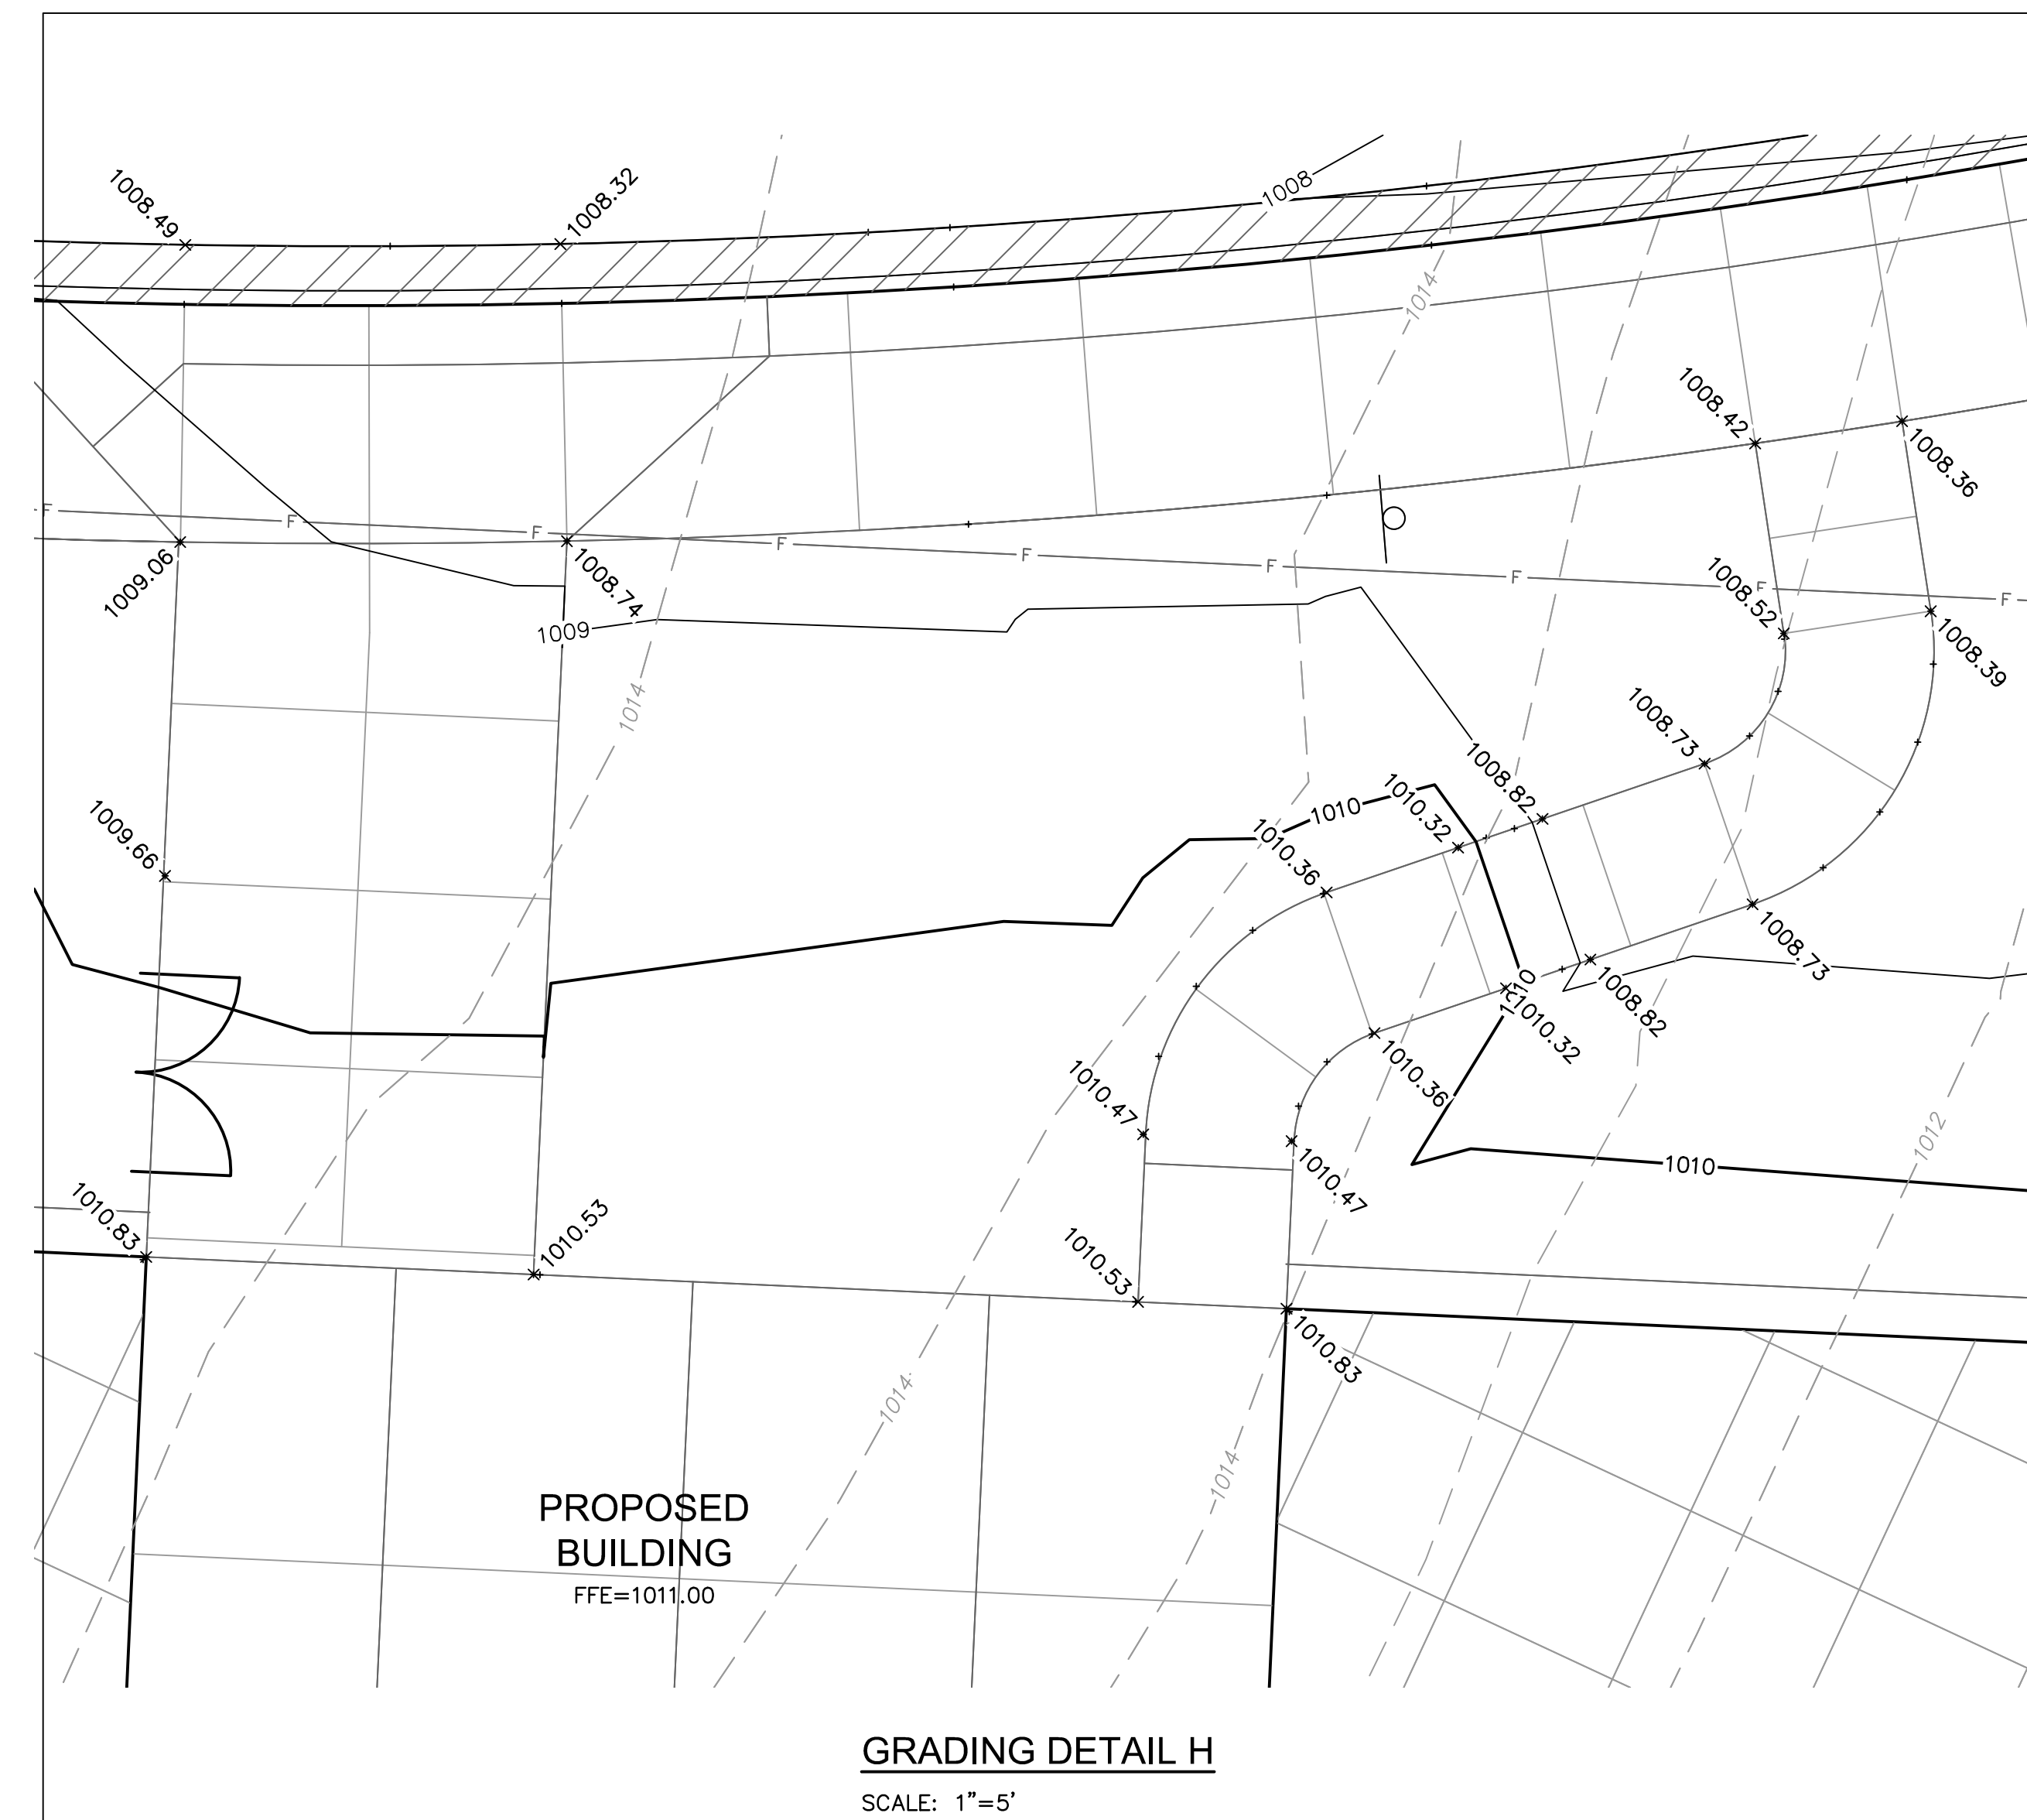 1008.49
1008.32
1008
1014
1008.42
1008.36
F
F
F
F
F
F
F
F
F
1009.06
1008.74
1009
1008.52
1008.39
1014
1008.73
1008.82
1010.32
1010
1010.36
1009.66
1008.73
1008.82
1010
1010.32
1010.36
1010.47
1010.47
1012
1010
1010.83
1010.53
1010.53
1010.83
1014
1014
PROPOSED
BUILDING
FFE=1011.00
GRADING DETAIL H
SCALE: 1"=5'